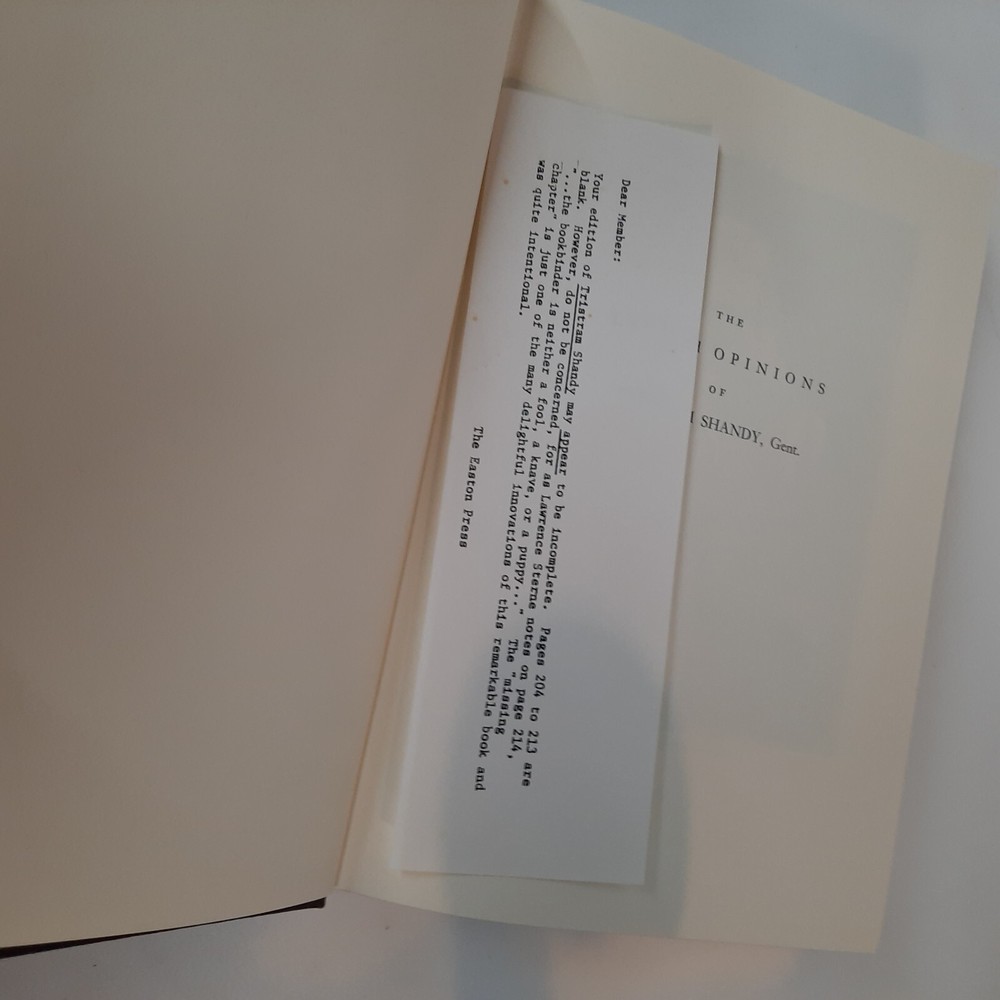 Dear Member:
Your edition of Tristram Shandy may appear to be incomplete. Pages 204 to 213 are
blank. However, do not be concerned, for as Lawrence Sterne notes on page 214,
"...the bookbinder is neither a fool, a knave, or a puppy..." The "missing
chapter" is just one of the many delightful innovations of this remarkable book and
was quite intentional.
The Easton Press
THE
OPINIONS
OF
SHANDY, Gent.